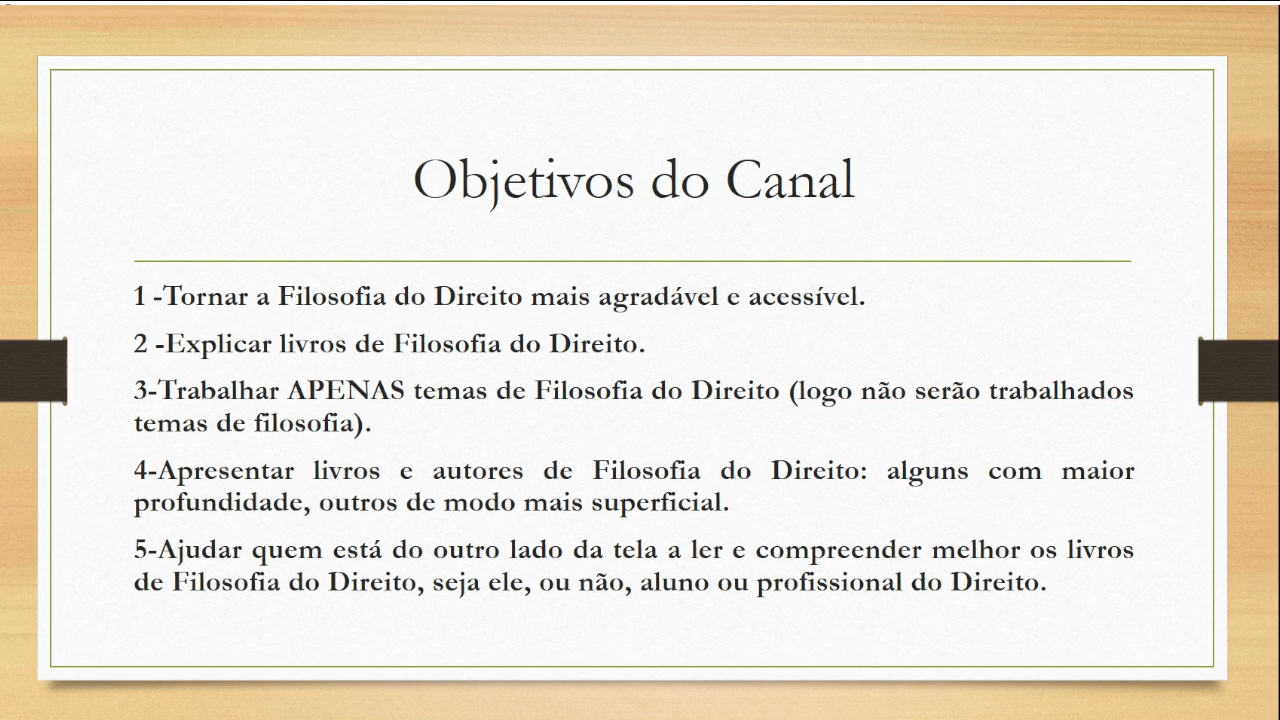 Objetivos do Canal
1 -Tornar a Filosofia do Direito mais agradável e acessível.
2 -Explicar livros de Filosofia do Direito.
3-Trabalhar APENAS temas de Filosofia do Direito (logo não serão trabalhados
temas de filosofia).
4-Apresentar livros e autores de Filosofia do Direito: alguns com maior
profundidade, outros de modo mais superficial.
5-Ajudar quem está do outro lado da tela a ler e compreender melhor os livros
de Filosofia do Direito, seja ele, ou não, aluno ou profissional do Direito.